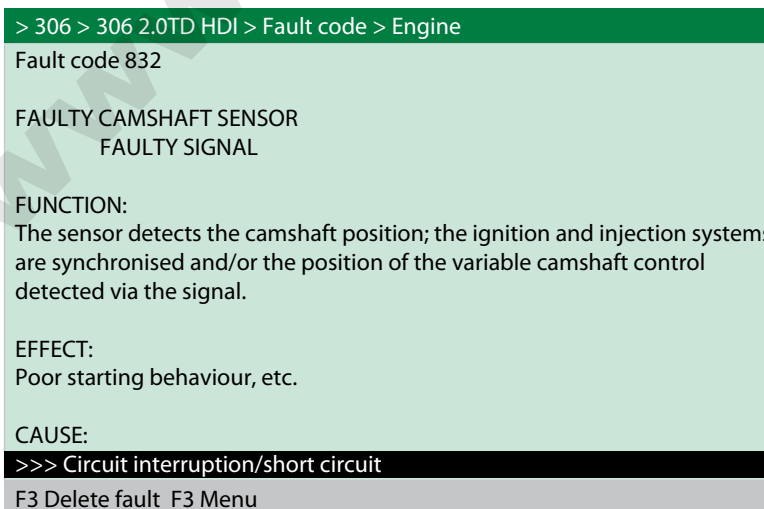 > 306 > 306 2.0TD HDI > Fault code > Engine
Fault code 832
FAULTY CAMSHAFT SENSOR
FAULTY SIGNAL
FUNCTION:
The sensor detects the camshaft position; the ignition and injection systems
are synchronised and/or the position of the variable camshaft control
detected via the signal.
EFFECT:
Poor starting behaviour, etc.
CAUSE:
>>> Circuit interruption/short circuit
F3 Delete fault F3 Menu